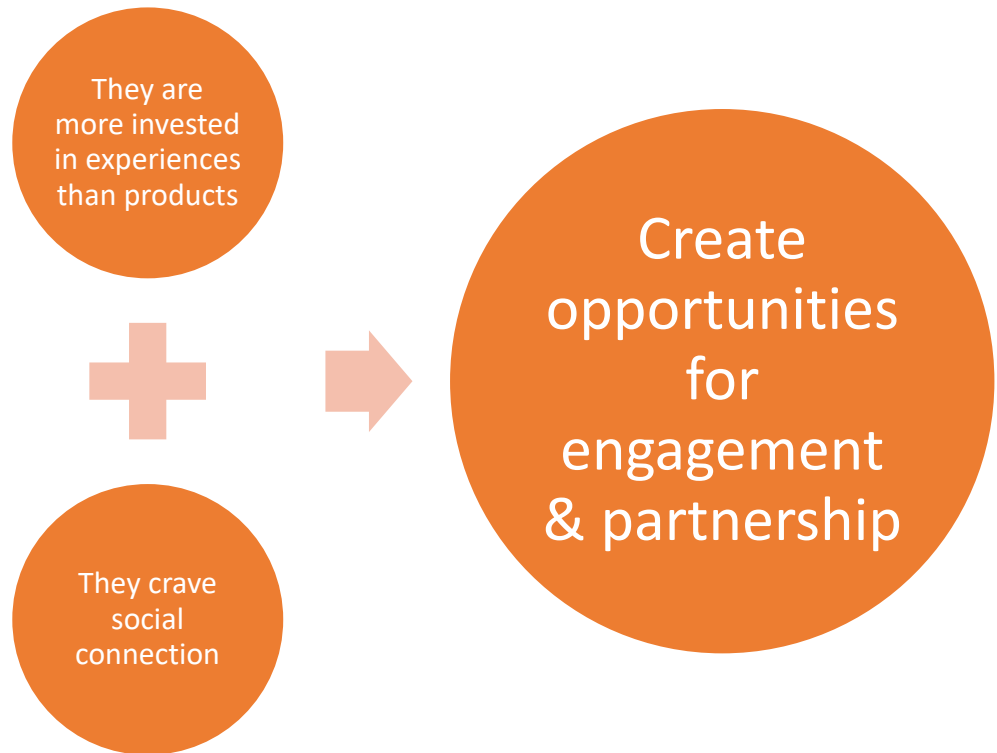 They are
more invested
in experiences
than products
They crave
social
connection
Create
opportunities
for
engagement
& partnership